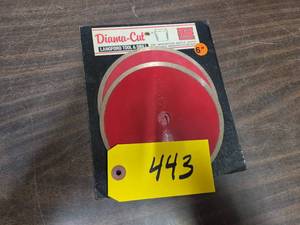 Diama-Cut
LANGFORD TOOL & DRILL
6"
443